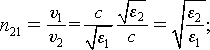 n₂₁ = v₁/v₂ = c/√ε₁ · √ε₂/c = √(ε₂/ε₁);